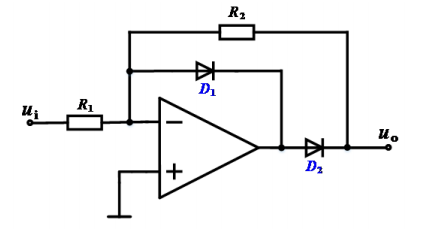 R₂
D₁
uᵢ
R₁
−
+
D₂
uₒ